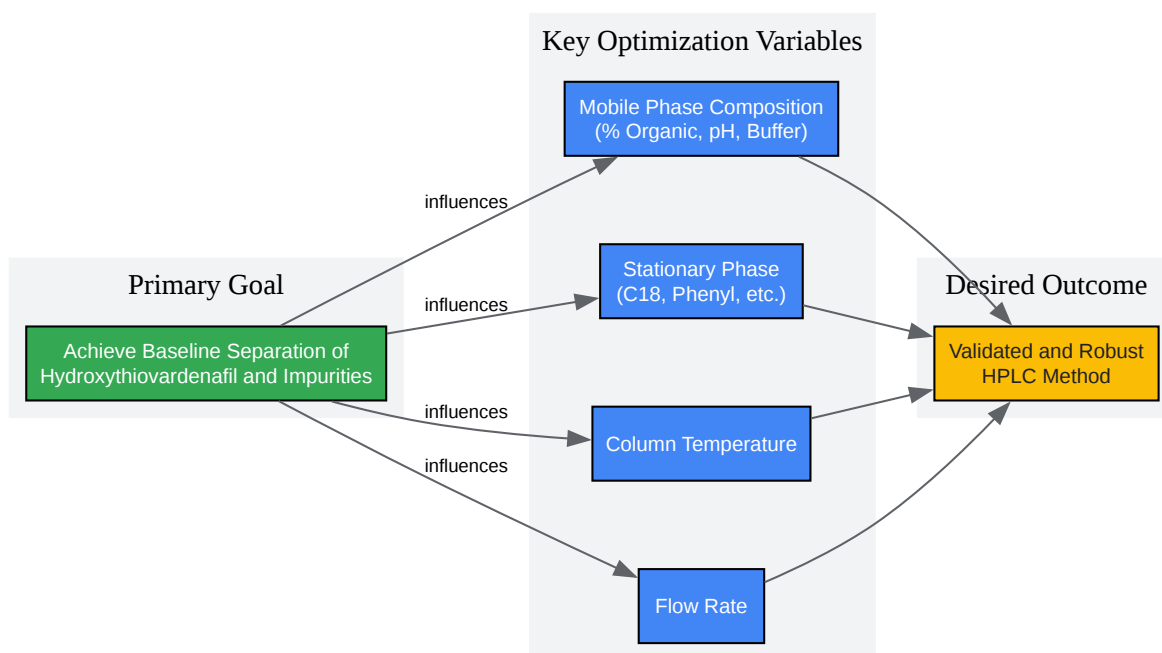 Key Optimization Variables
Mobile Phase Composition
(% Organic, pH, Buffer)
influences
Stationary Phase
(C18, Phenyl, etc.)
Primary Goal
Desired Outcome
influences
Achieve Baseline Separation of
Hydroxythiovardenafil and Impurities
Validated and Robust
HPLC Method
influences
Column Temperature
influences
Flow Rate